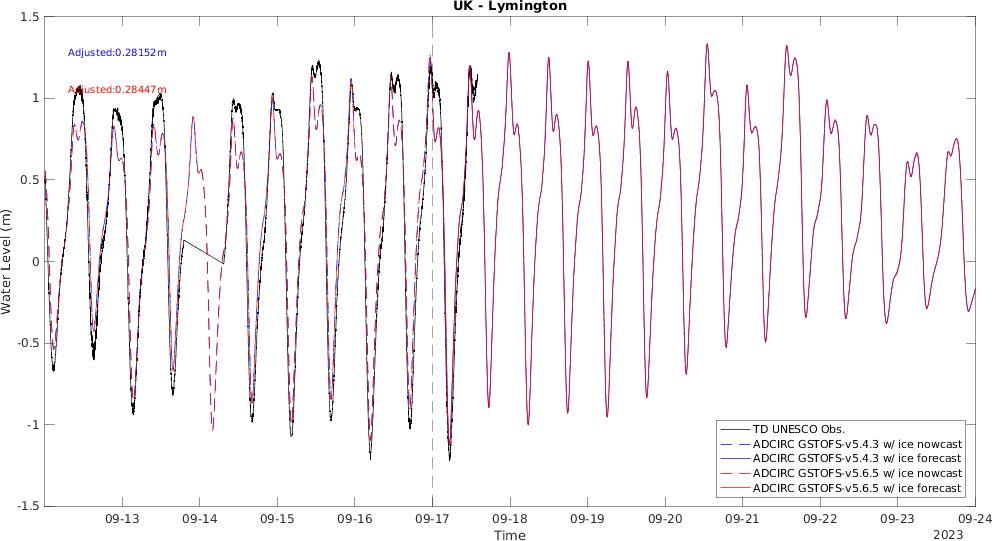 UK - Lymington
1.5
1
0.5
0
-0.5
-1
-1.5
Water Level (m)
Adjusted:0.28152m
Adjusted:0.28447m
TD UNESCO Obs.
ADCIRC GSTOFS-v5.4.3 w/ ice nowcast
ADCIRC GSTOFS-v5.4.3 w/ ice forecast
ADCIRC GSTOFS-v5.6.5 w/ ice nowcast
ADCIRC GSTOFS-v5.6.5 w/ ice forecast
09-13 09-14 09-15 09-16 09-17 09-18 09-19 09-20 09-21 09-22 09-23 09-24
Time
2023